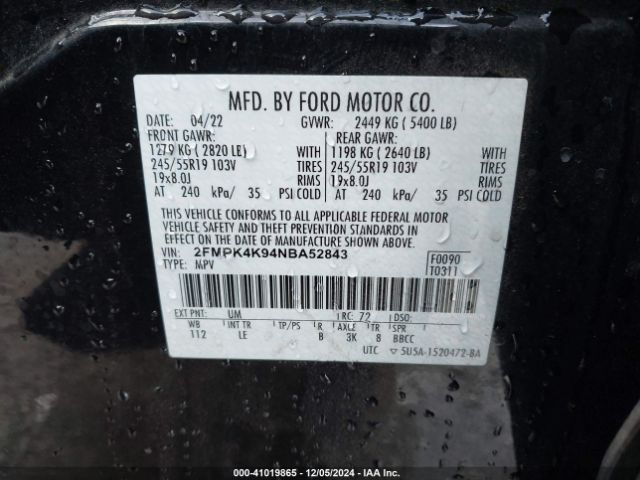 MFD. BY FORD MOTOR CO.
DATE: 04/22 GVWR: 2449 KG ( 5400 LB)
FRONT GAWR: REAR GAWR:
1279 KG ( 2820 LB) WITH 1198 KG ( 2640 LB) WITH
245/55R19 103V TIRES 245/55R19 103V TIRES
19x8.0J RIMS 19x8.0J RIMS
AT 240 kPa/ 35 PSI COLD AT 240 kPa/ 35 PSI COLD
THIS VEHICLE CONFORMS TO ALL APPLICABLE FEDERAL MOTOR
VEHICLE SAFETY AND THEFT PREVENTION STANDARDS IN
EFFECT ON THE DATE OF MANUFACTURE SHOWN ABOVE.
VIN: 2FMPK4K94NBA52843 F0090
TYPE: MPV T0311
EXT PNT: UM RC: 72 DSO:
WB INT TR TP/PS R AXLE TR SPR
112 LE B 3K 8 BBCC
UTC ▽ 5U5A-1520472-BA
000-41019865 - 12/05/2024 - IAA Inc.